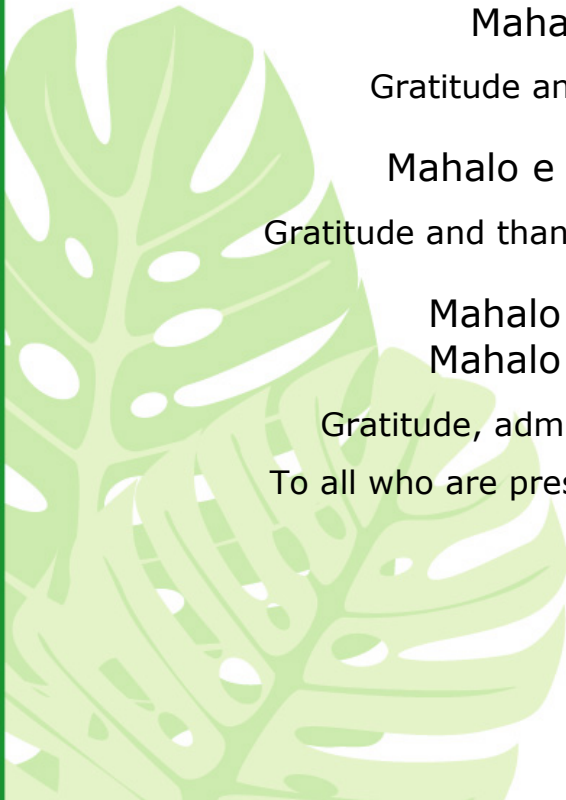 Maha
Gratitude an
Mahalo e
Gratitude and than
Mahalo
Mahalo
Gratitude, adm
To all who are pres